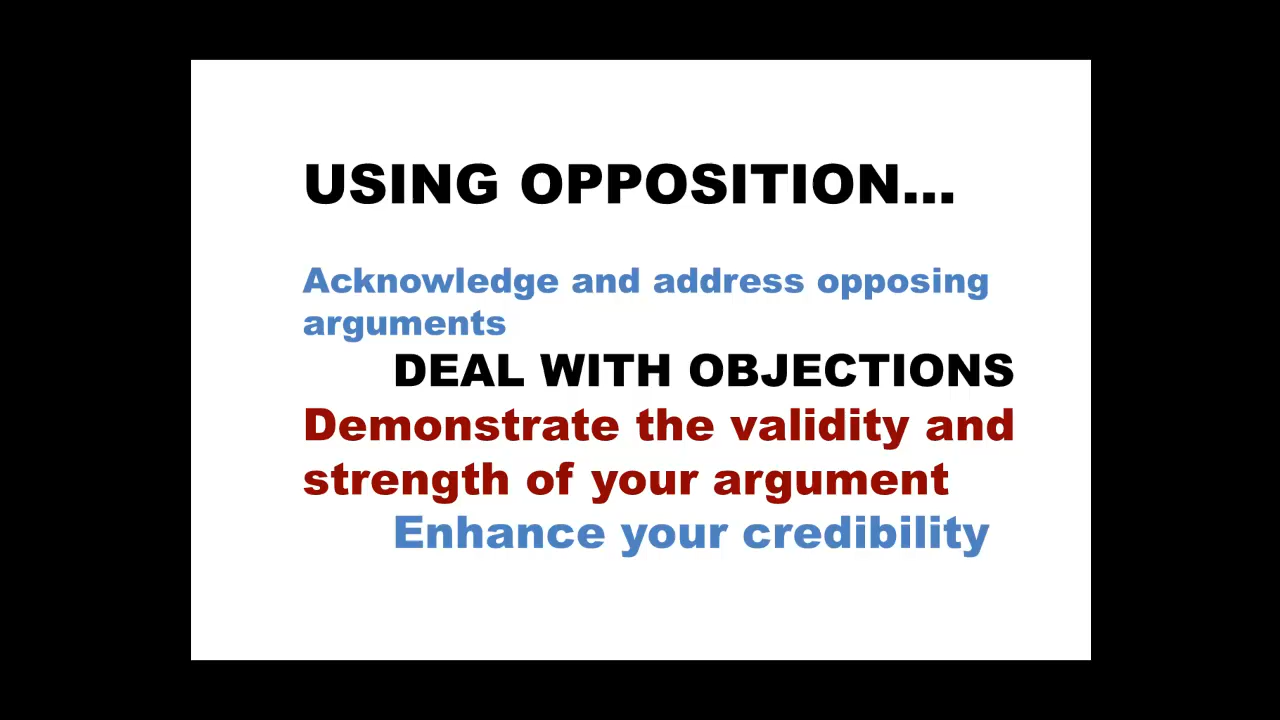 USING OPPOSITION...
Acknowledge and address opposing
arguments
DEAL WITH OBJECTIONS
Demonstrate the validity and
strength of your argument
Enhance your credibility